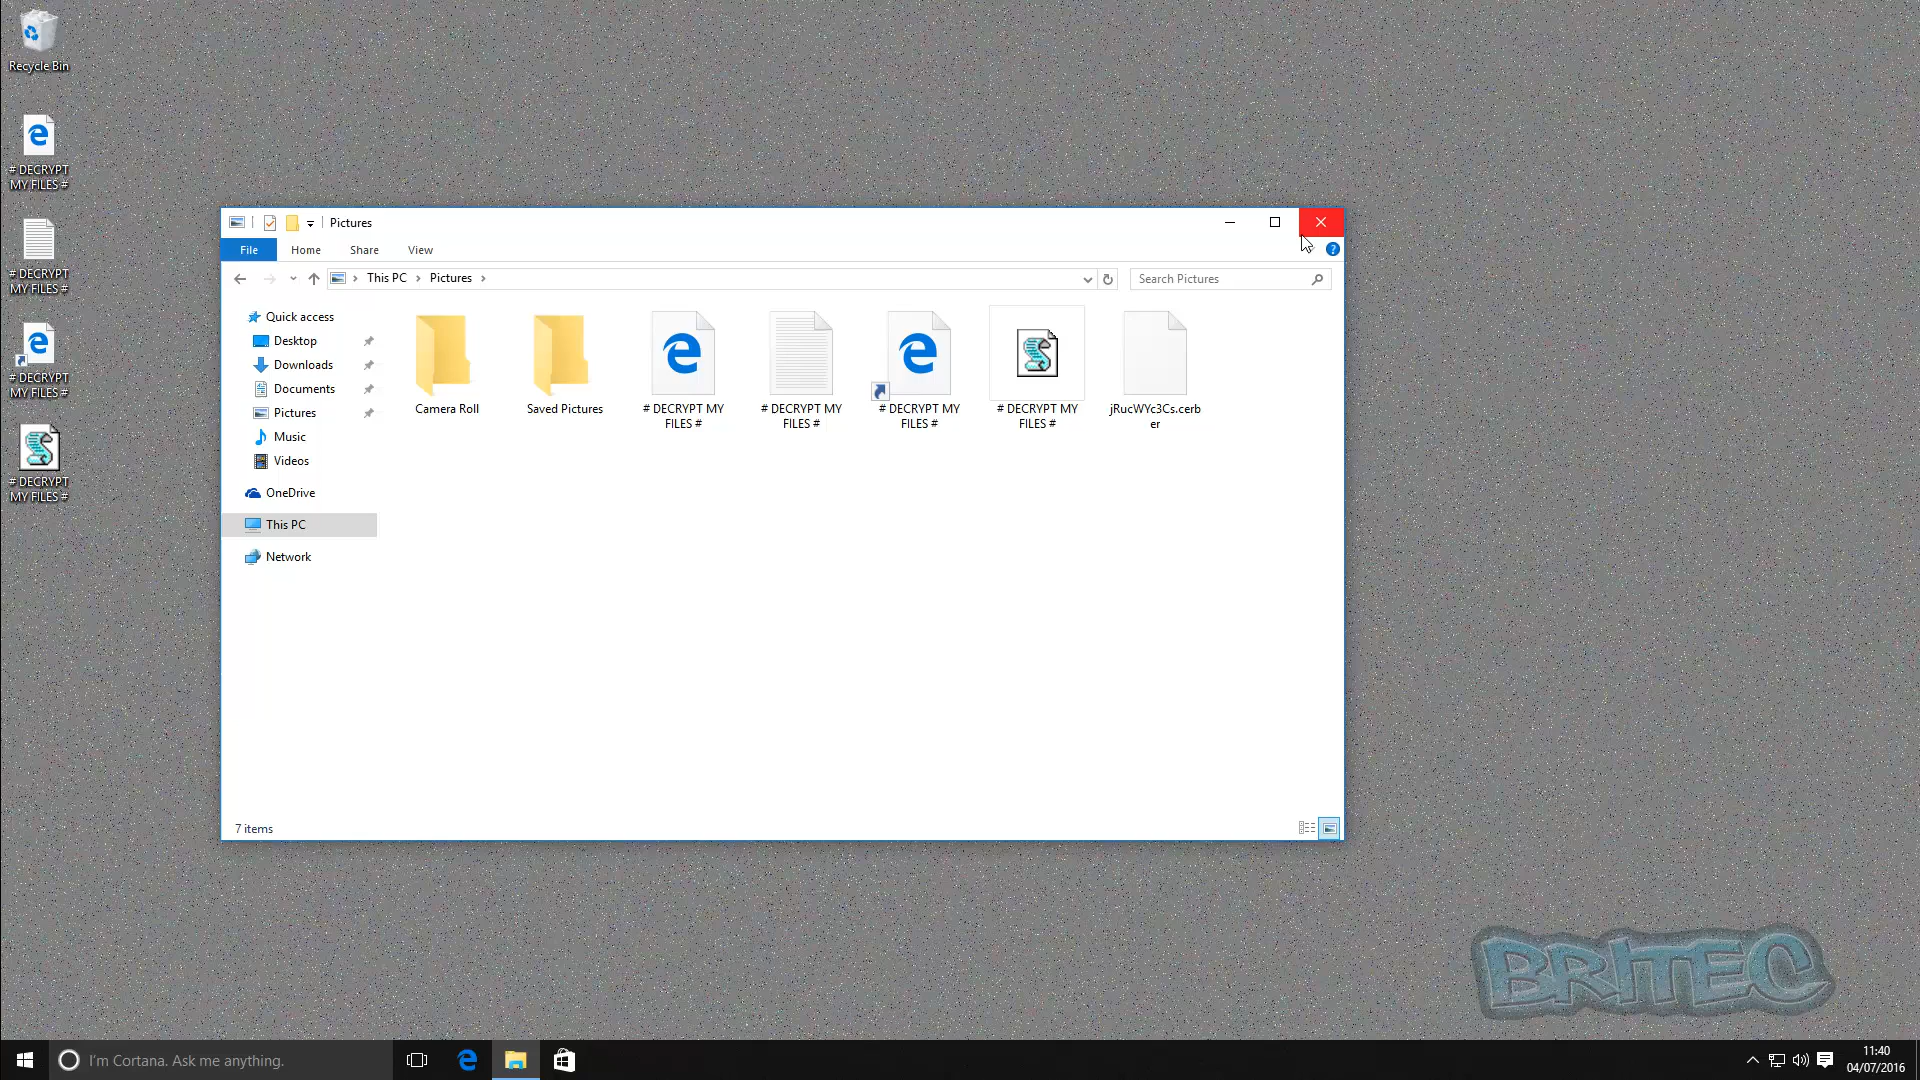 Recycle Bin
# DECRYPT
MY FILES #
# DECRYPT
MY FILES #
# DECRYPT
MY FILES #
# DECRYPT
MY FILES #
Pictures
File Home Share View
This PC Pictures
Search Pictures
Quick access
Desktop
Downloads
Documents
Pictures
Music
Videos
OneDrive
This PC
Network
Camera Roll
Saved Pictures
# DECRYPT MY
FILES #
# DECRYPT MY
FILES #
# DECRYPT MY
FILES #
# DECRYPT MY
FILES #
jRucWYc3Cs.cerb
er
7 items
BRITEC
I'm Cortana. Ask me anything.
11:40
04/07/2016